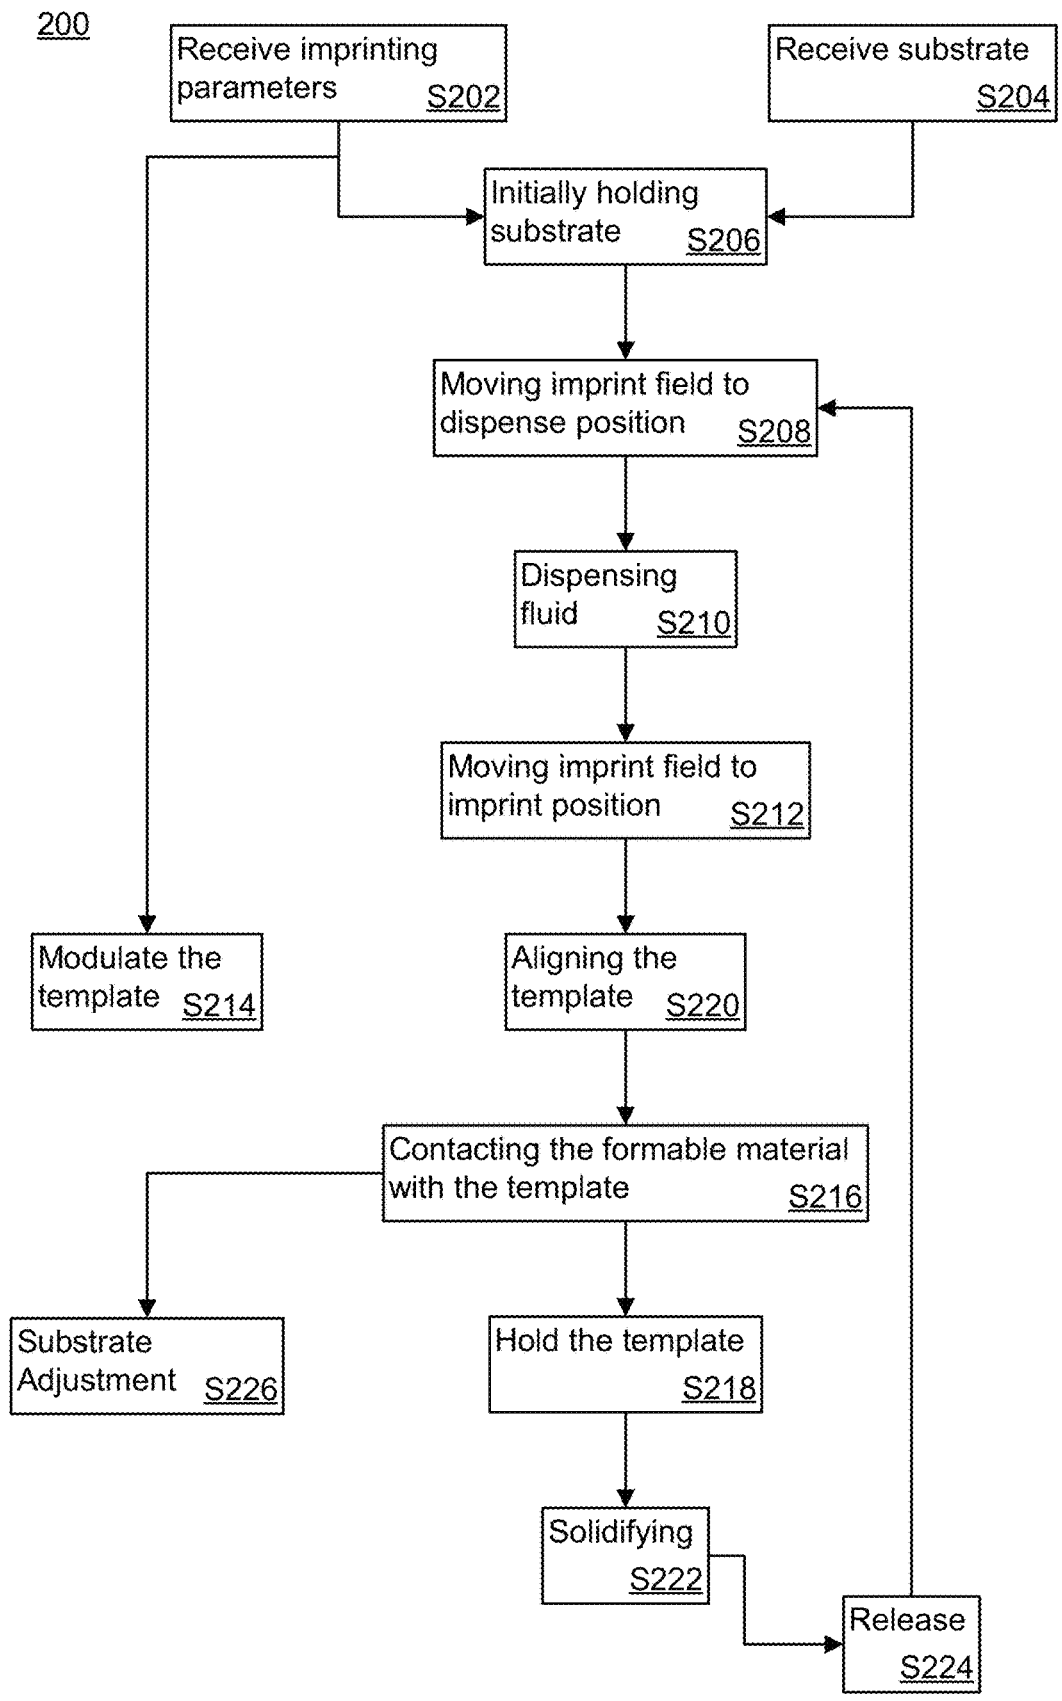 200
Receive imprinting
parameters S202
Receive substrate
S204
Initially holding
substrate S206
Moving imprint field to
dispense position S208
Dispensing
fluid S210
Moving imprint field to
imprint position S212
Modulate the
template S214
Aligning the
template S220
Contacting the formable material
with the template S216
Substrate
Adjustment S226
Hold the template
S218
Solidifying
S222
Release
S224